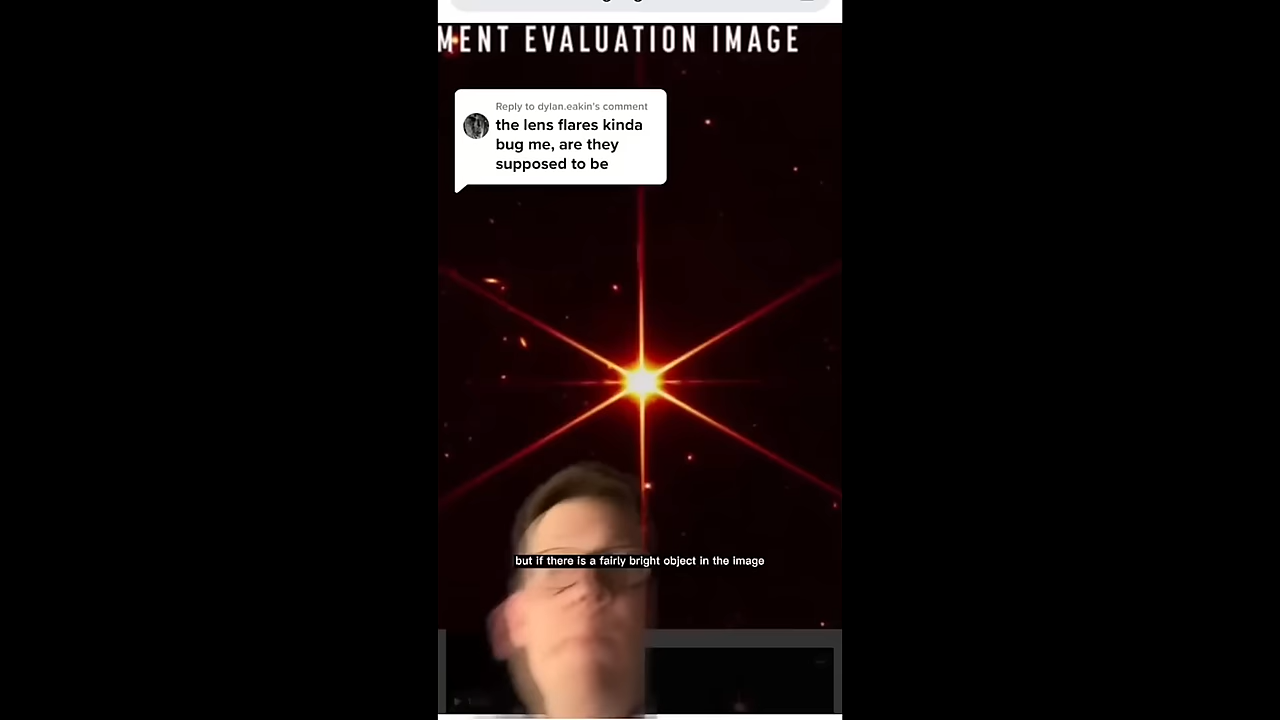 MENT EVALUATION IMAGE
Reply to dylan.eakin's comment
the lens flares kinda
bug me, are they
supposed to be
but if there is a fairly bright object in the image